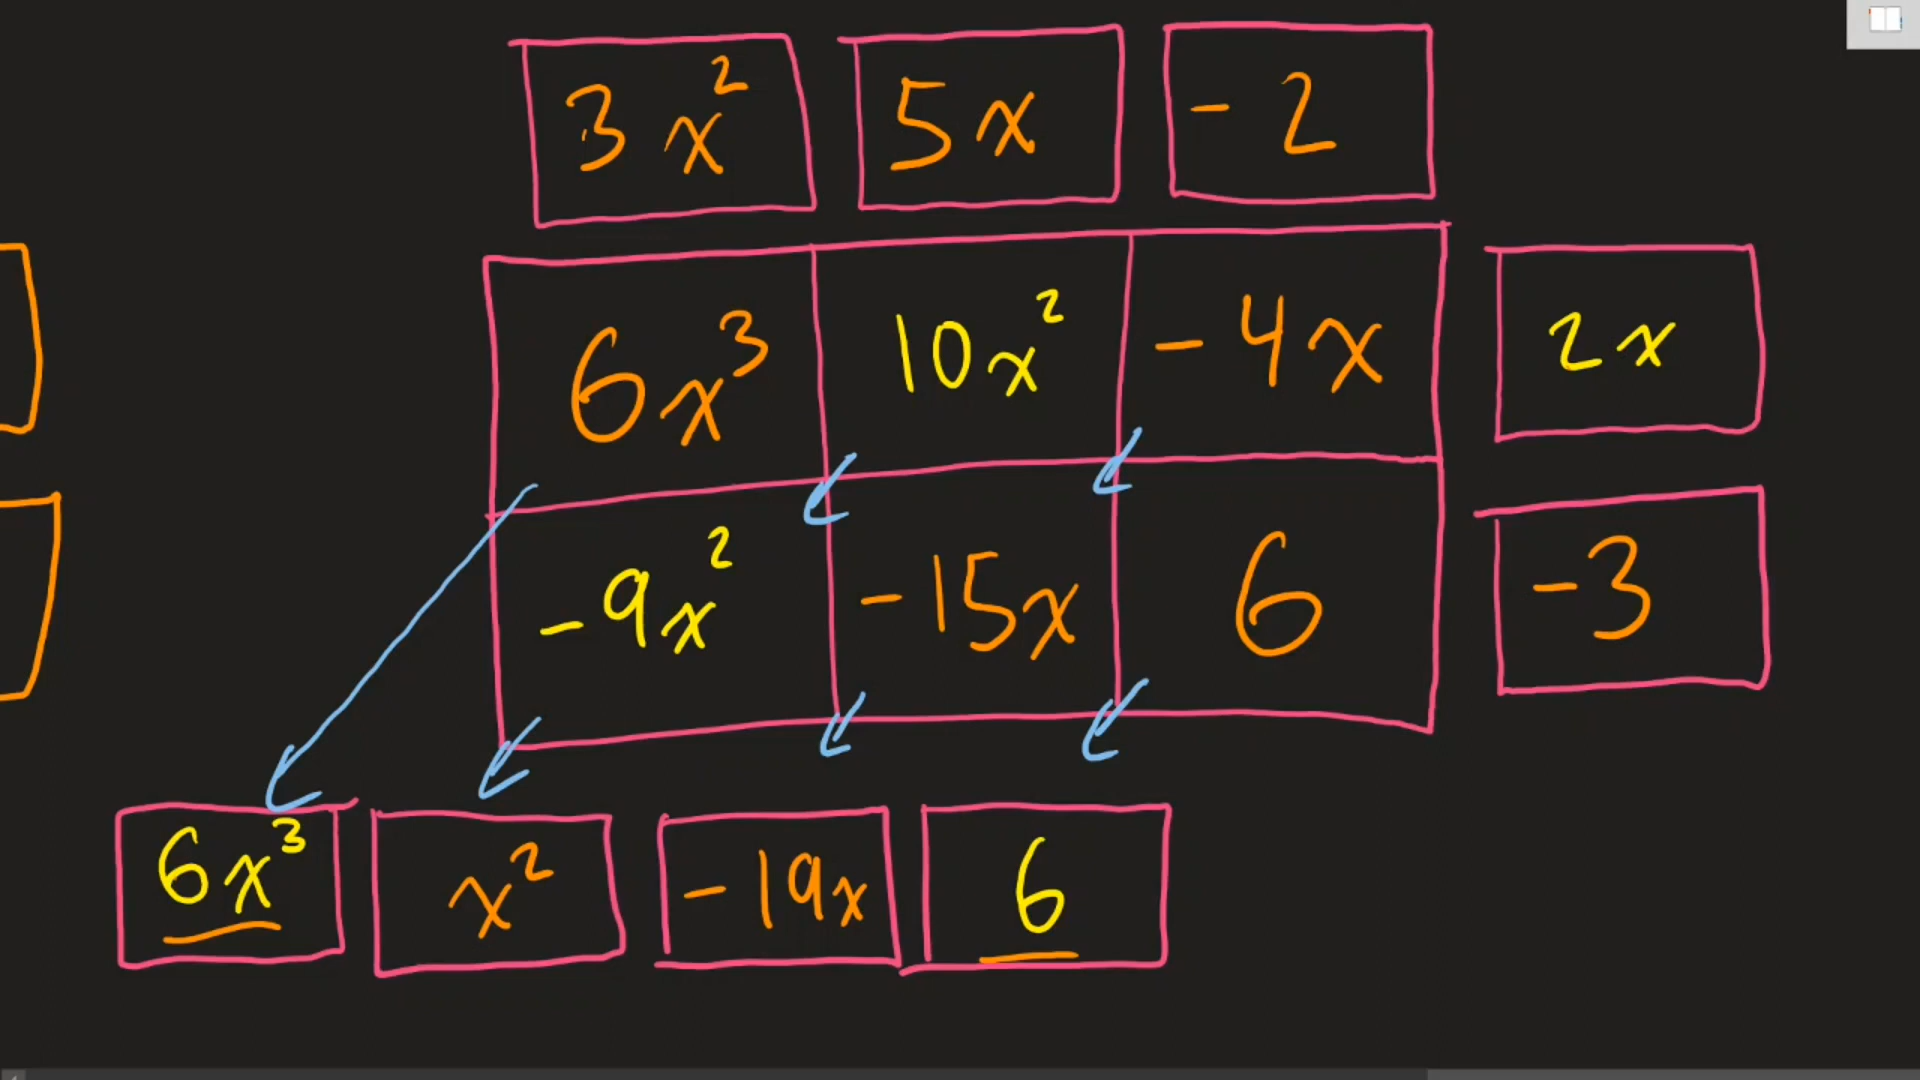 3x² 5x -2
6x³ 10x² -4x 2x
-9x² -15x 6 -3
6x³ x² -19x 6